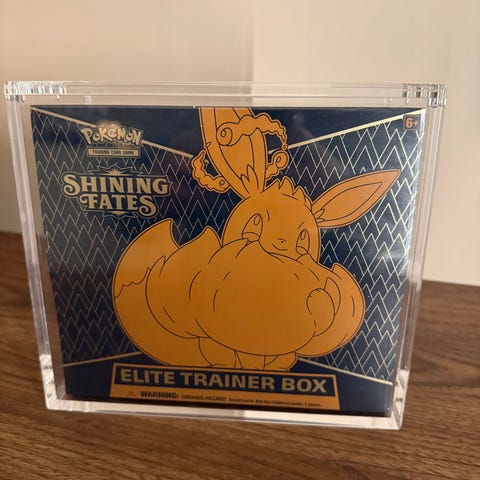 Pokémon
TRADING CARD GAME
6+
SHINING
FATES
ELITE TRAINER BOX
⚠ WARNING: CHOKING HAZARD Small parts. Not for children under 3 years.